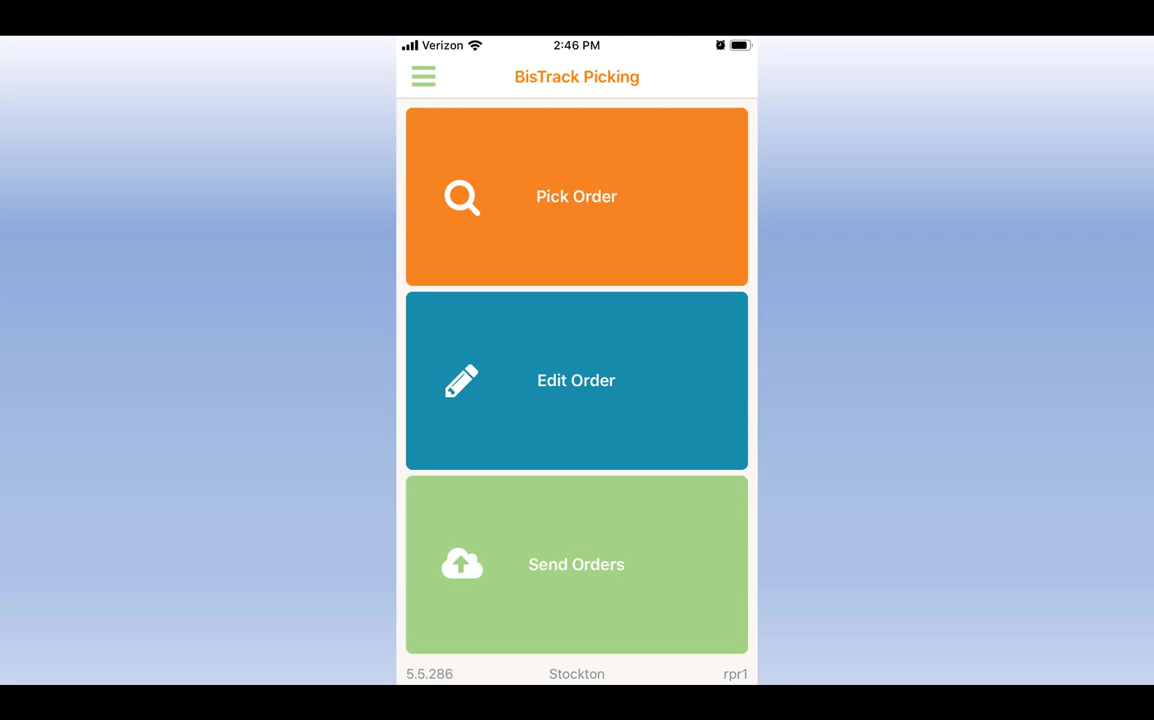 Verizon 2:46 PM
BisTrack Picking
Pick Order
Edit Order
Send Orders
5.5.286 Stockton rpr1